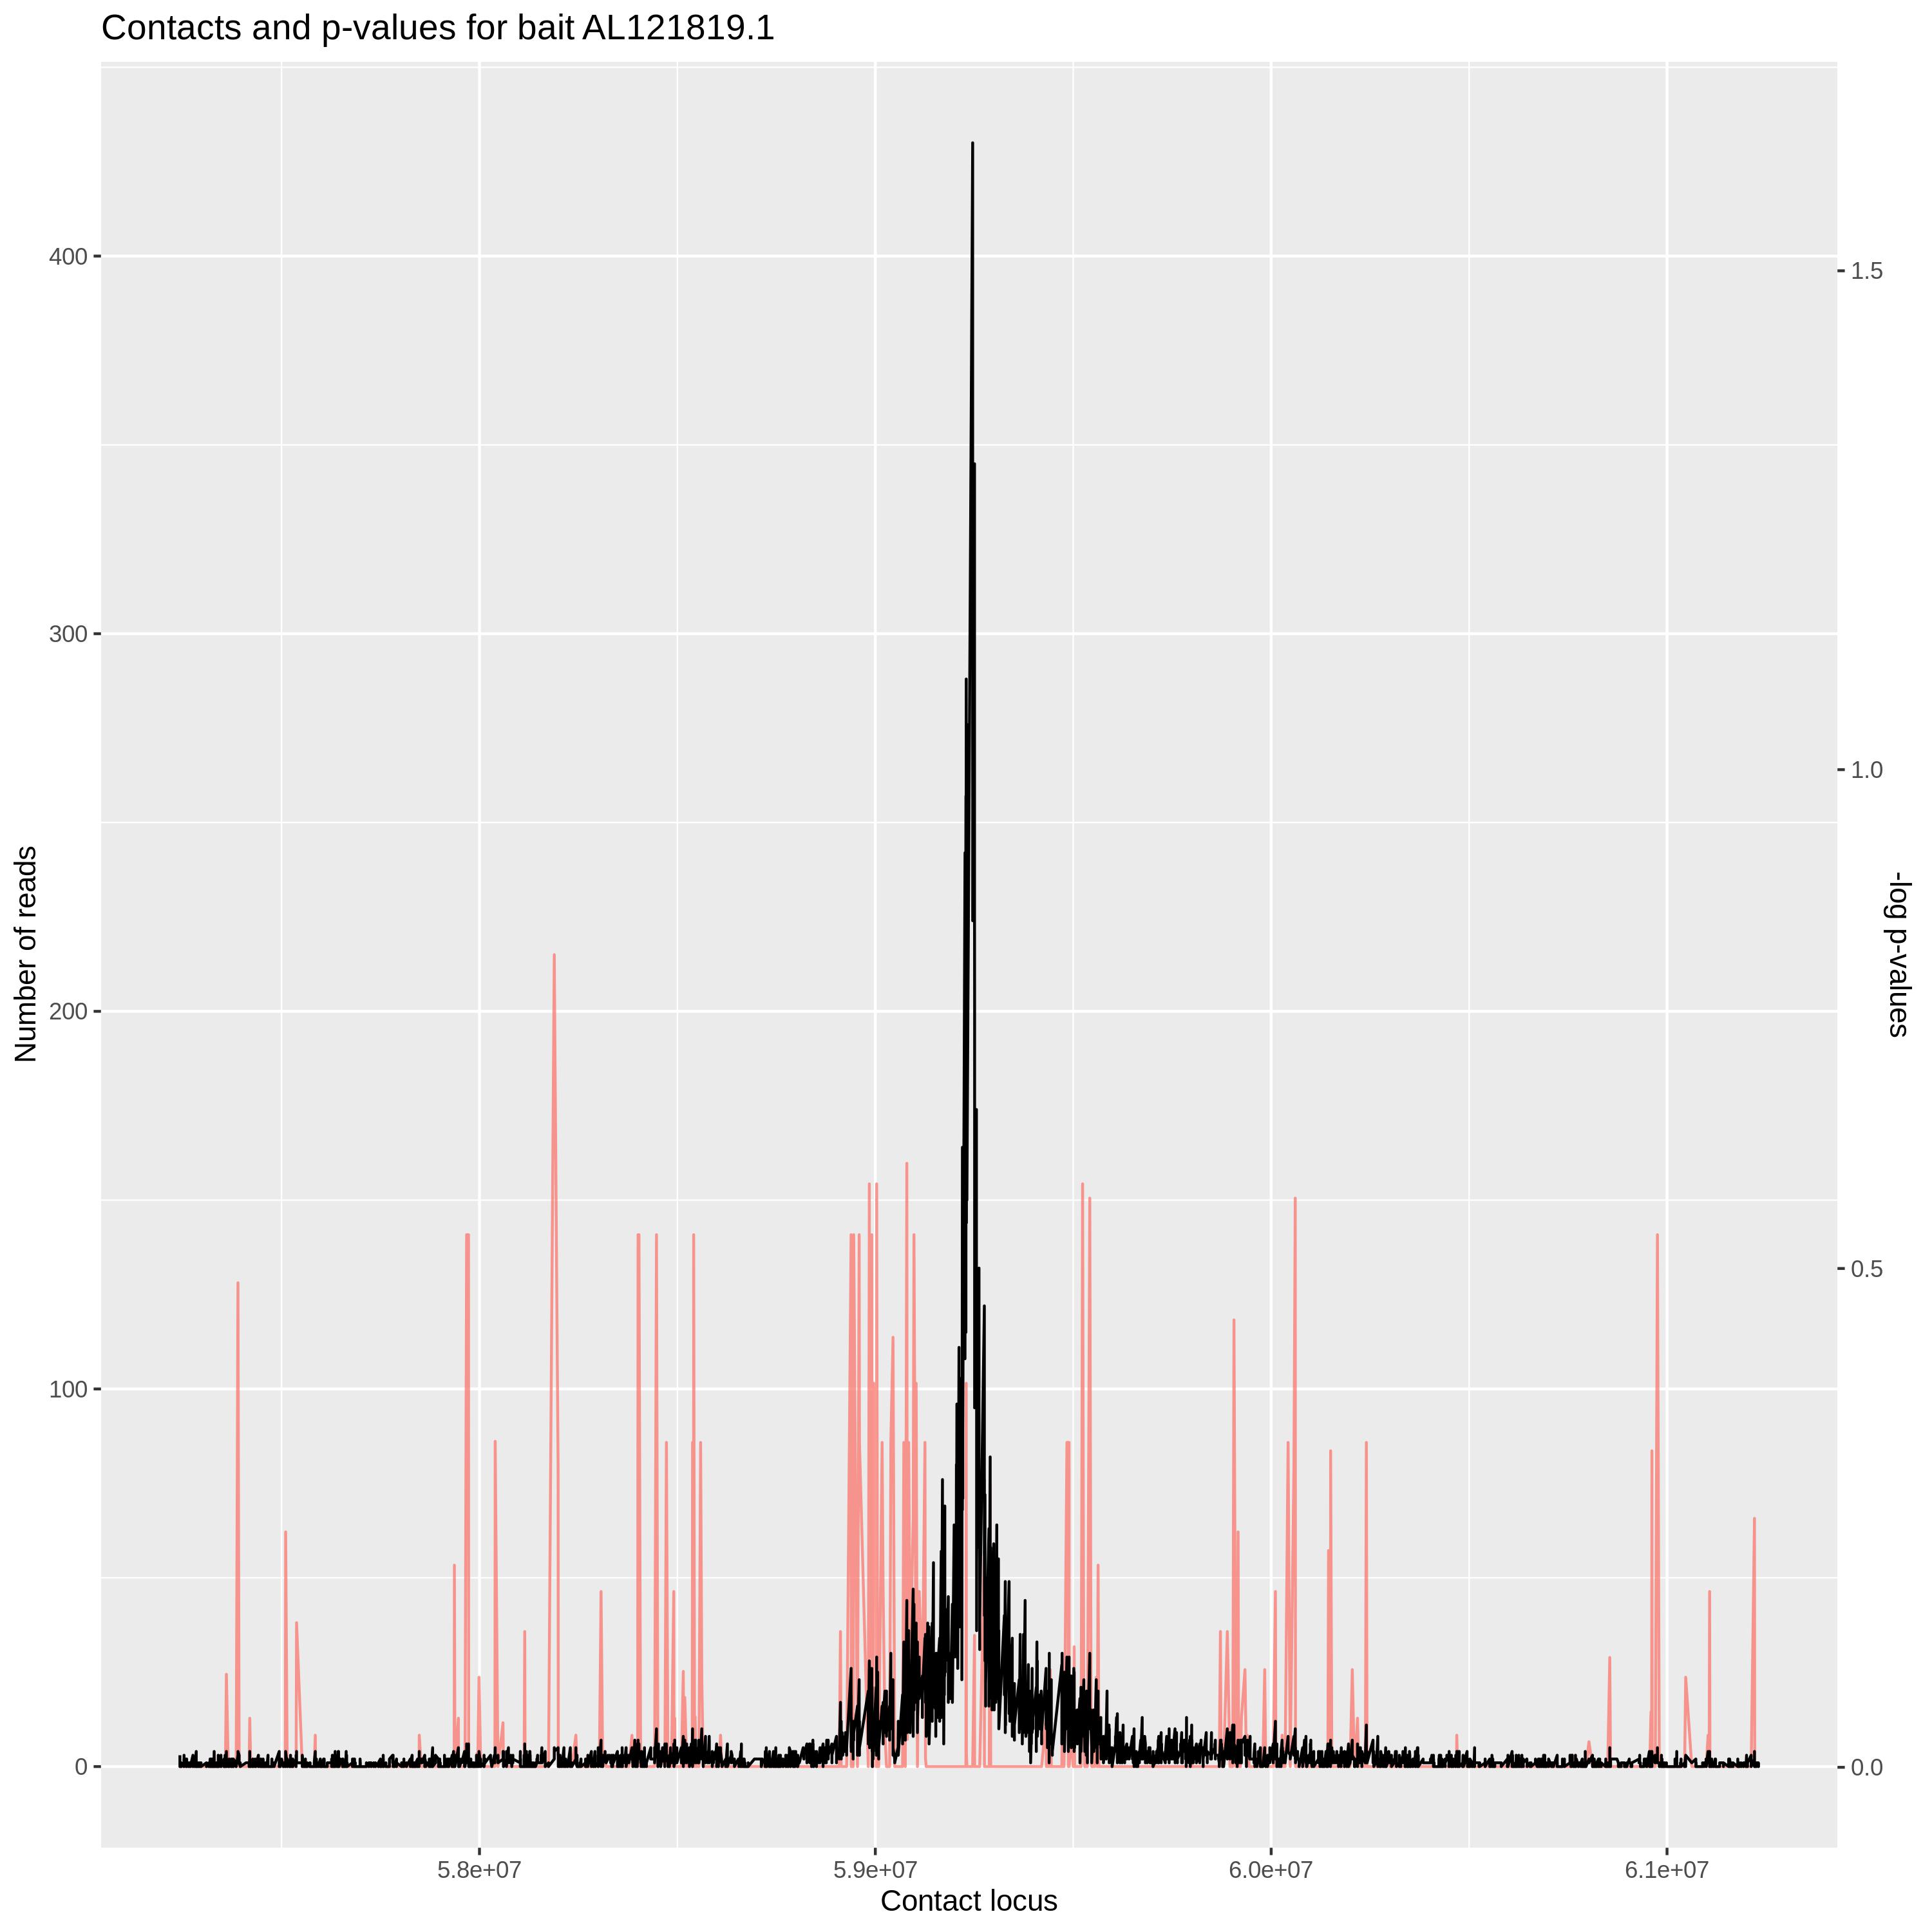 Contacts and p-values for bait AL121819.1
400
300
200
100
0
1.5
1.0
0.5
0.0
Number of reads
-log p-values
5.8e+07 5.9e+07 6.0e+07 6.1e+07
Contact locus